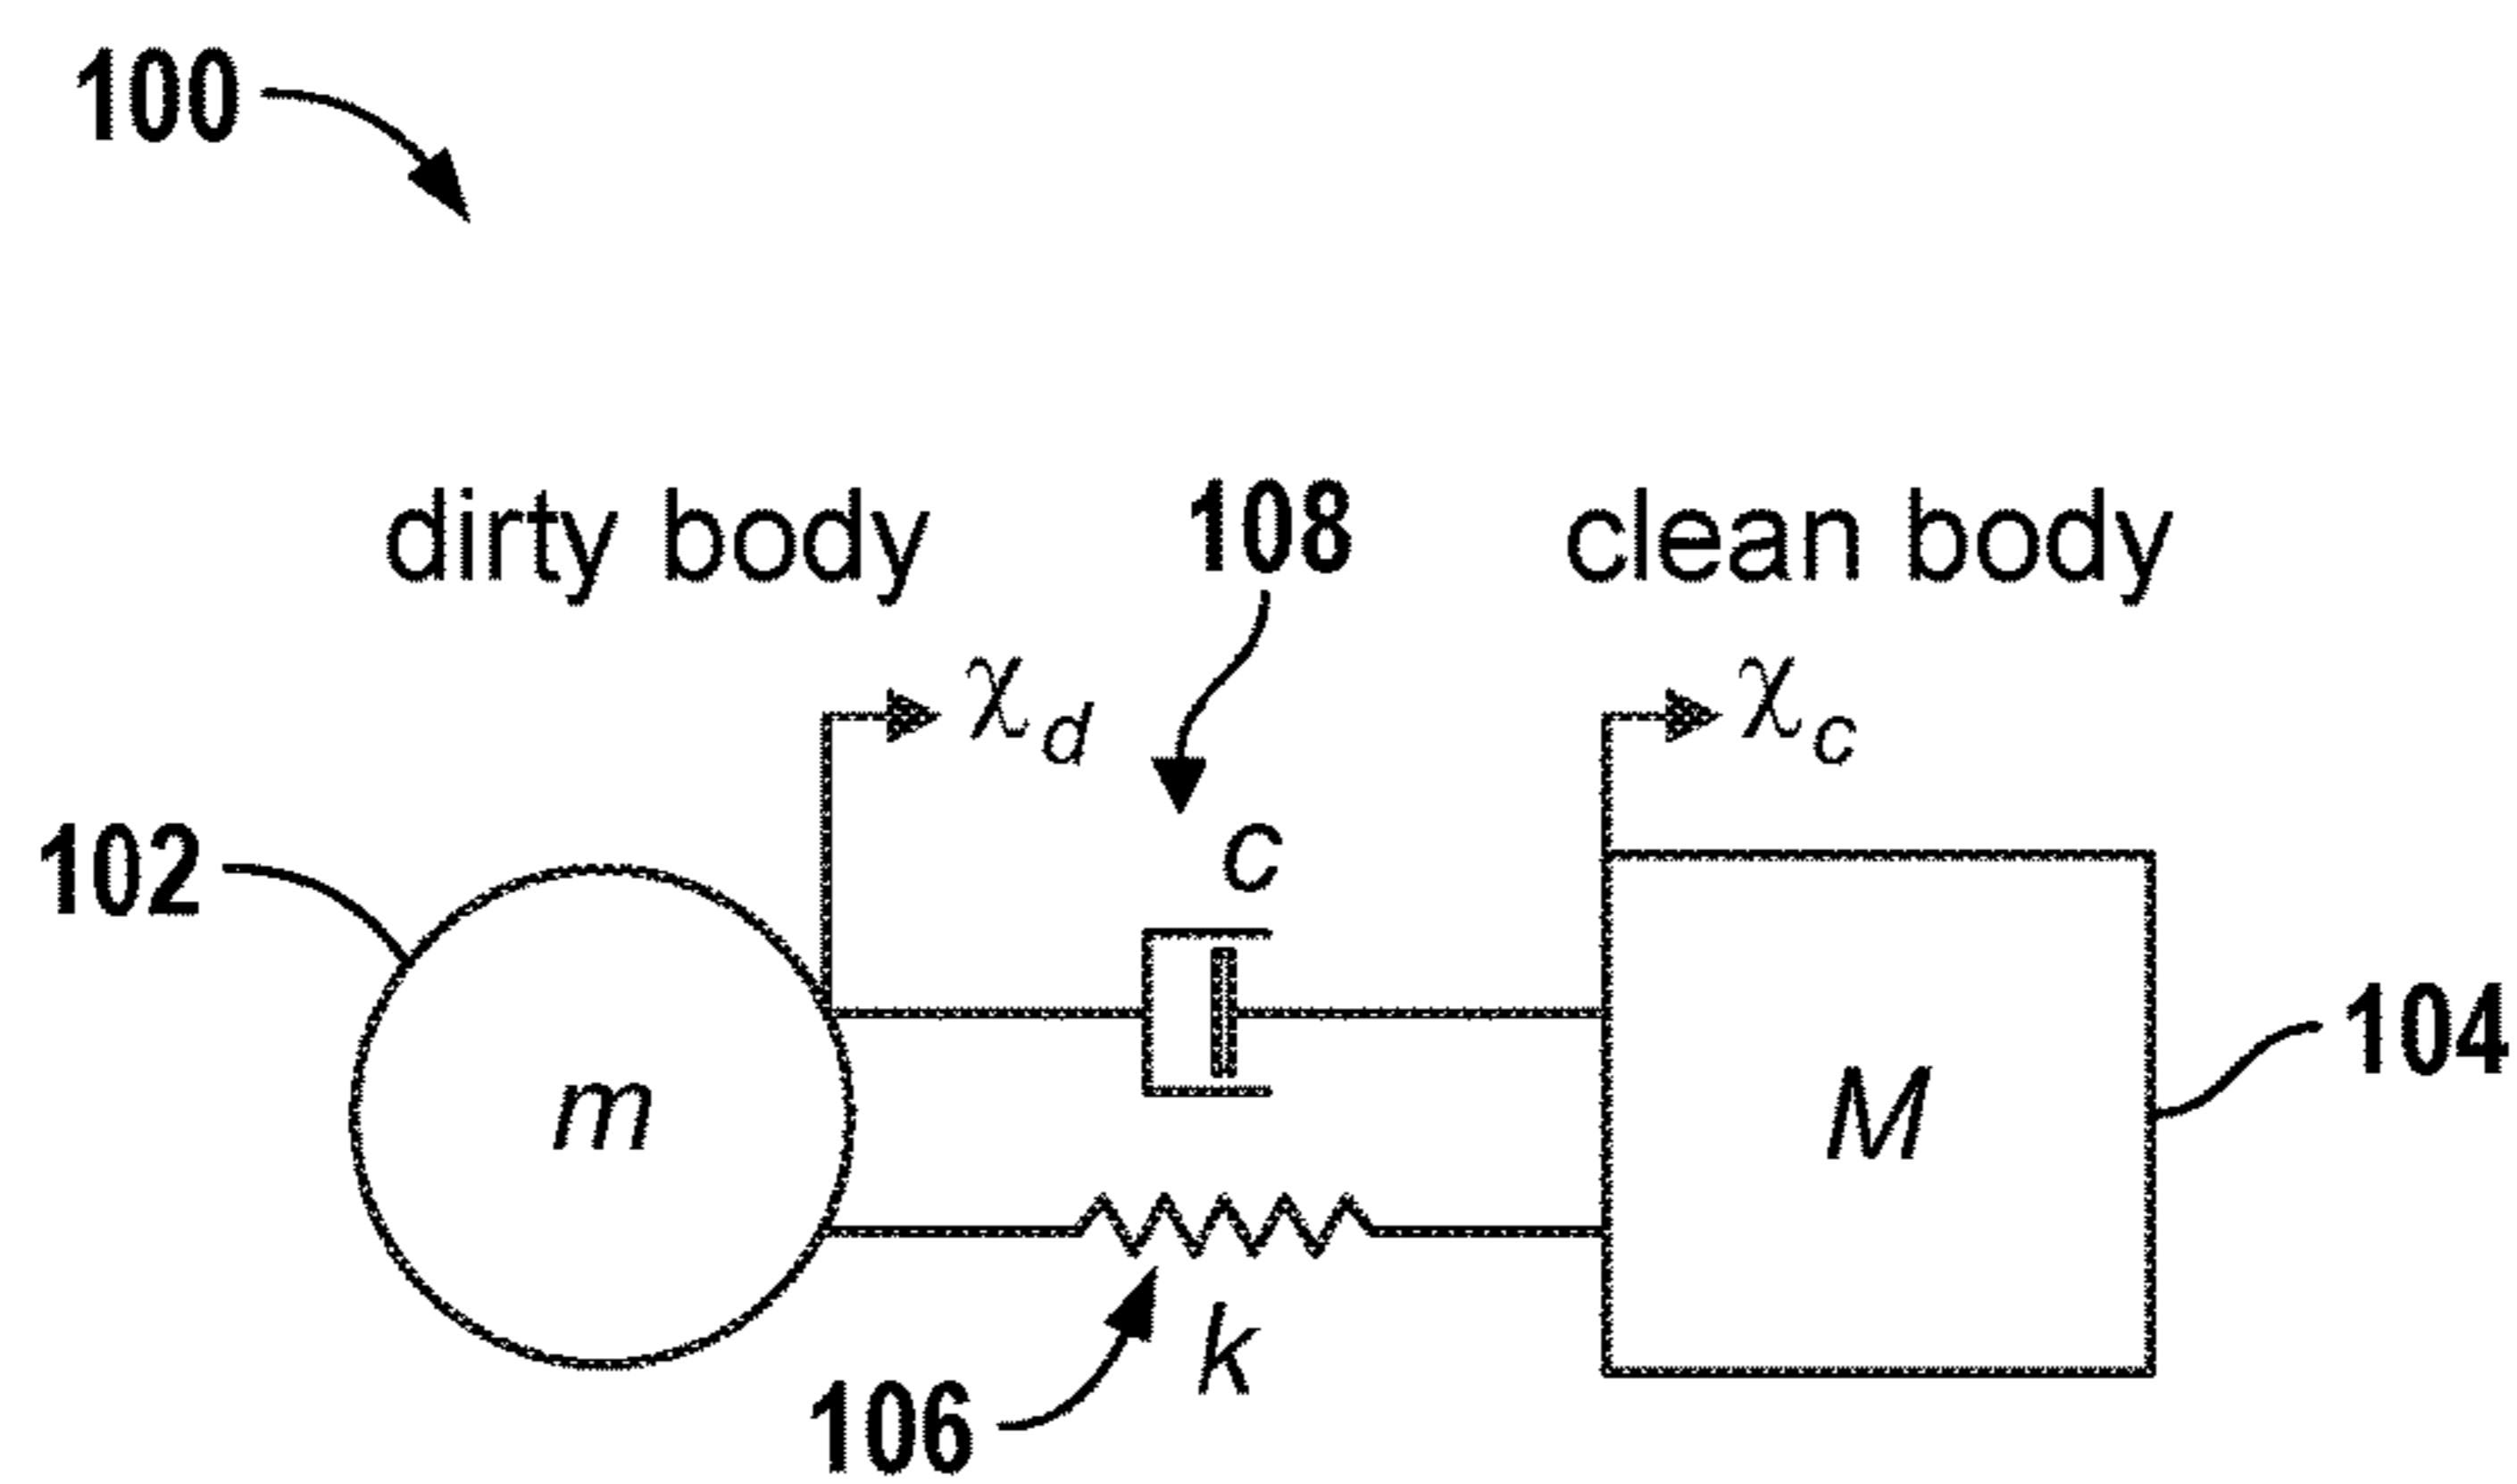 100
dirty body
108
clean body
χd
χc
102
c
m
M
104
k
106